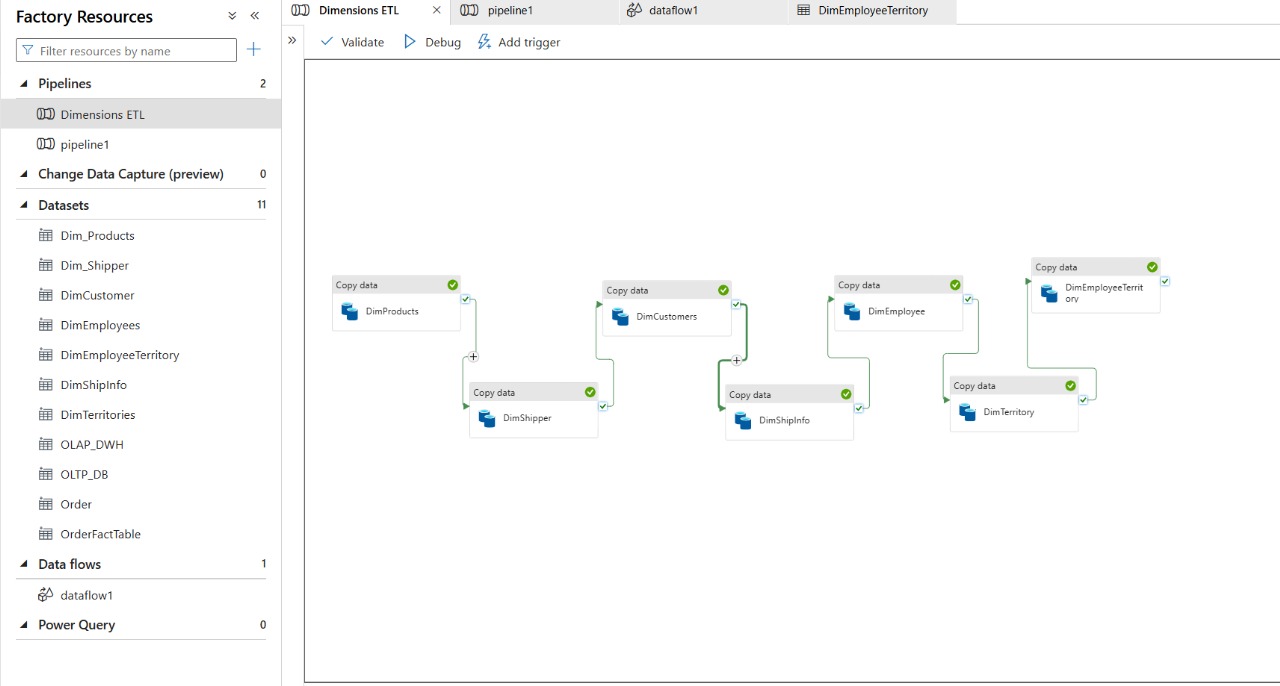 Factory Resources
Filter resources by name
Pipelines 2
Dimensions ETL
pipeline1
Change Data Capture (preview) 0
Datasets 11
Dim_Products
Dim_Shipper
DimCustomer
DimEmployees
DimEmployeeTerritory
DimShipInfo
DimTerritories
OLAP_DWH
OLTP_DB
Order
OrderFactTable
Data flows 1
dataflow1
Power Query 0
Dimensions ETL pipeline1 dataflow1 DimEmployeeTerritory
Validate Debug Add trigger
Copy data
DimProducts
Copy data
DimShipper
Copy data
DimCustomers
Copy data
DimShipInfo
Copy data
DimEmployee
Copy data
DimTerritory
Copy data
DimEmployeeTerrit
ory